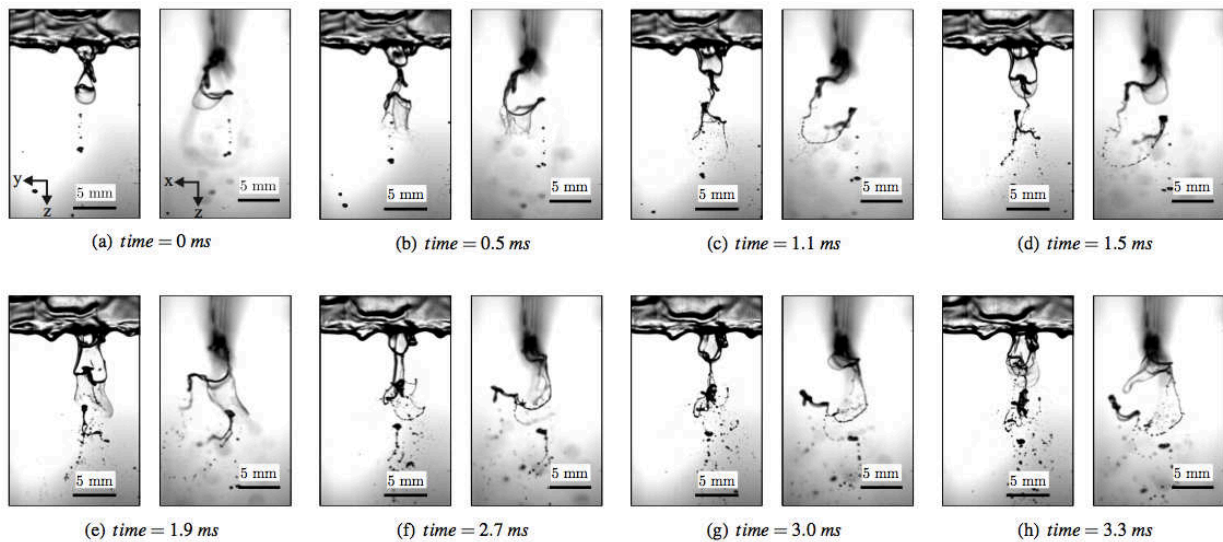 y
z
5 mm
x
z
5 mm
5 mm
5 mm
5 mm
5 mm
5 mm
5 mm
(a) time = 0 ms
(b) time = 0.5 ms
(c) time = 1.1 ms
(d) time = 1.5 ms
5 mm
5 mm
5 mm
5 mm
5 mm
5 mm
5 mm
5 mm
(e) time = 1.9 ms
(f) time = 2.7 ms
(g) time = 3.0 ms
(h) time = 3.3 ms